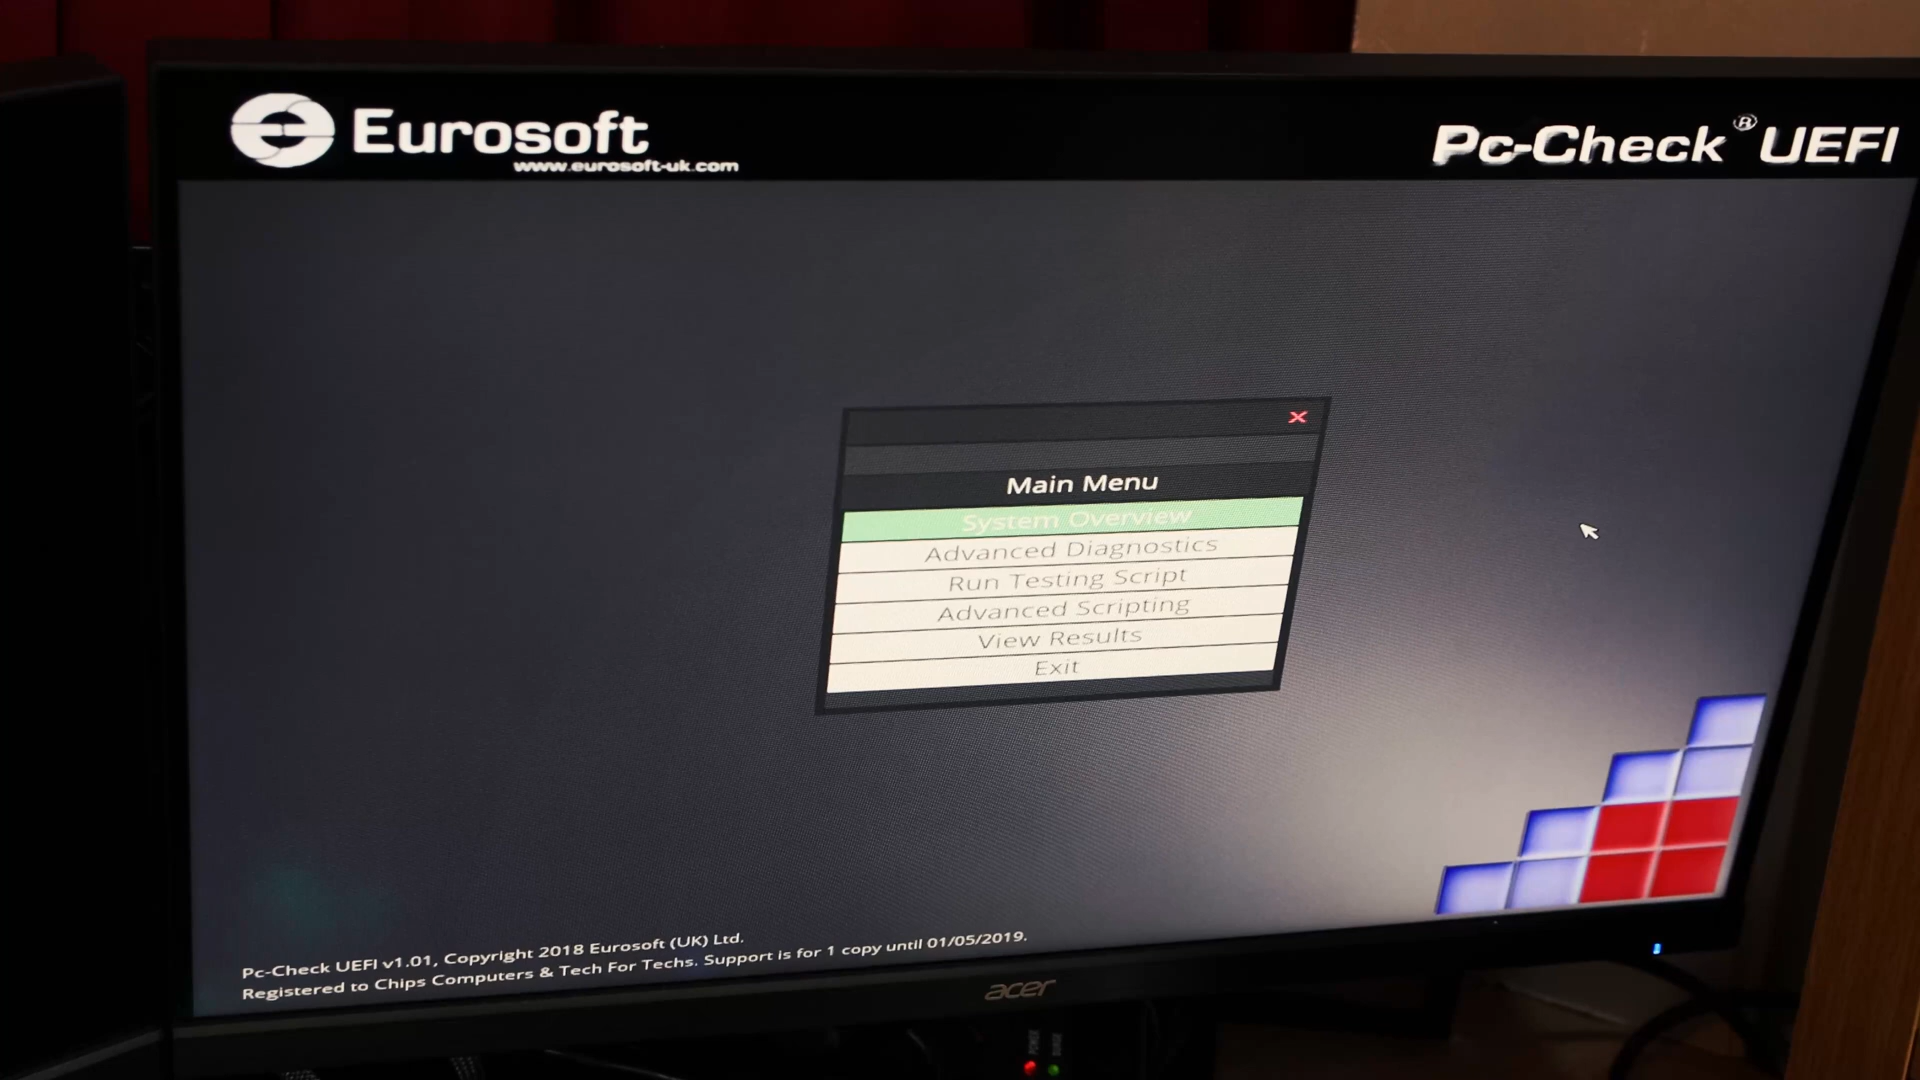 Eurosoft
www.eurosoft-uk.com
Pc-Check® UEFI
Main Menu
System Overview
Advanced Diagnostics
Run Testing Script
Advanced Scripting
View Results
Exit
Pc-Check UEFI v1.01, Copyright 2018 Eurosoft (UK) Ltd.
Registered to Chips Computers & Tech For Techs. Support is for 1 copy until 01/05/2019.
acer
POWER